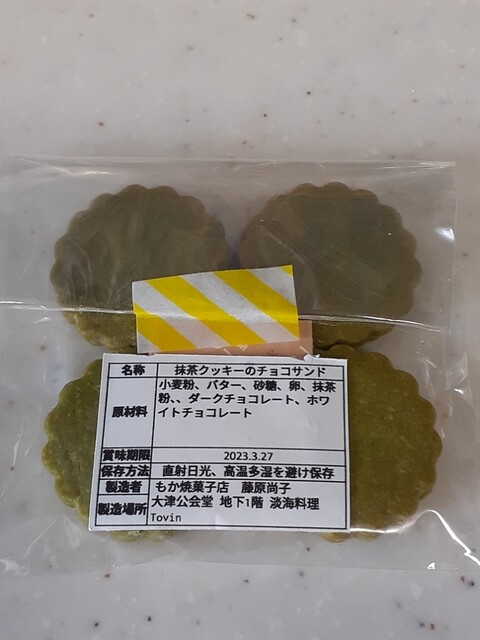 名称 抹茶クッキーのチョコサンド
原材料 小麦粉、バター、砂糖、卵、抹茶
粉、、ダークチョコレート、ホワ
イトチョコレート
賞味期限 2023.3.27
保存方法 直射日光、高温多湿を避け保存
製造者 もか焼菓子店 藤原尚子
製造場所 大津公会堂 地下1階 淡海料理
Tovin